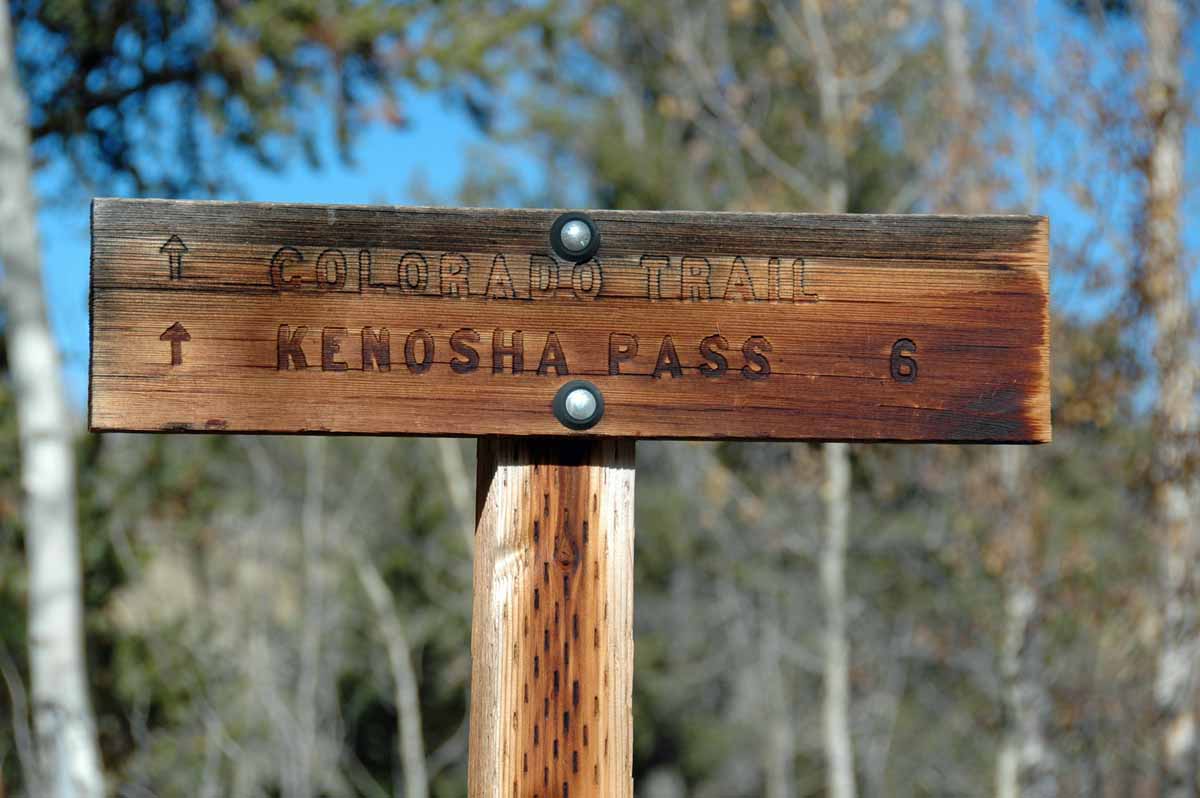 ↑ COLORADO TRAIL
↑ KENOSHA PASS 6